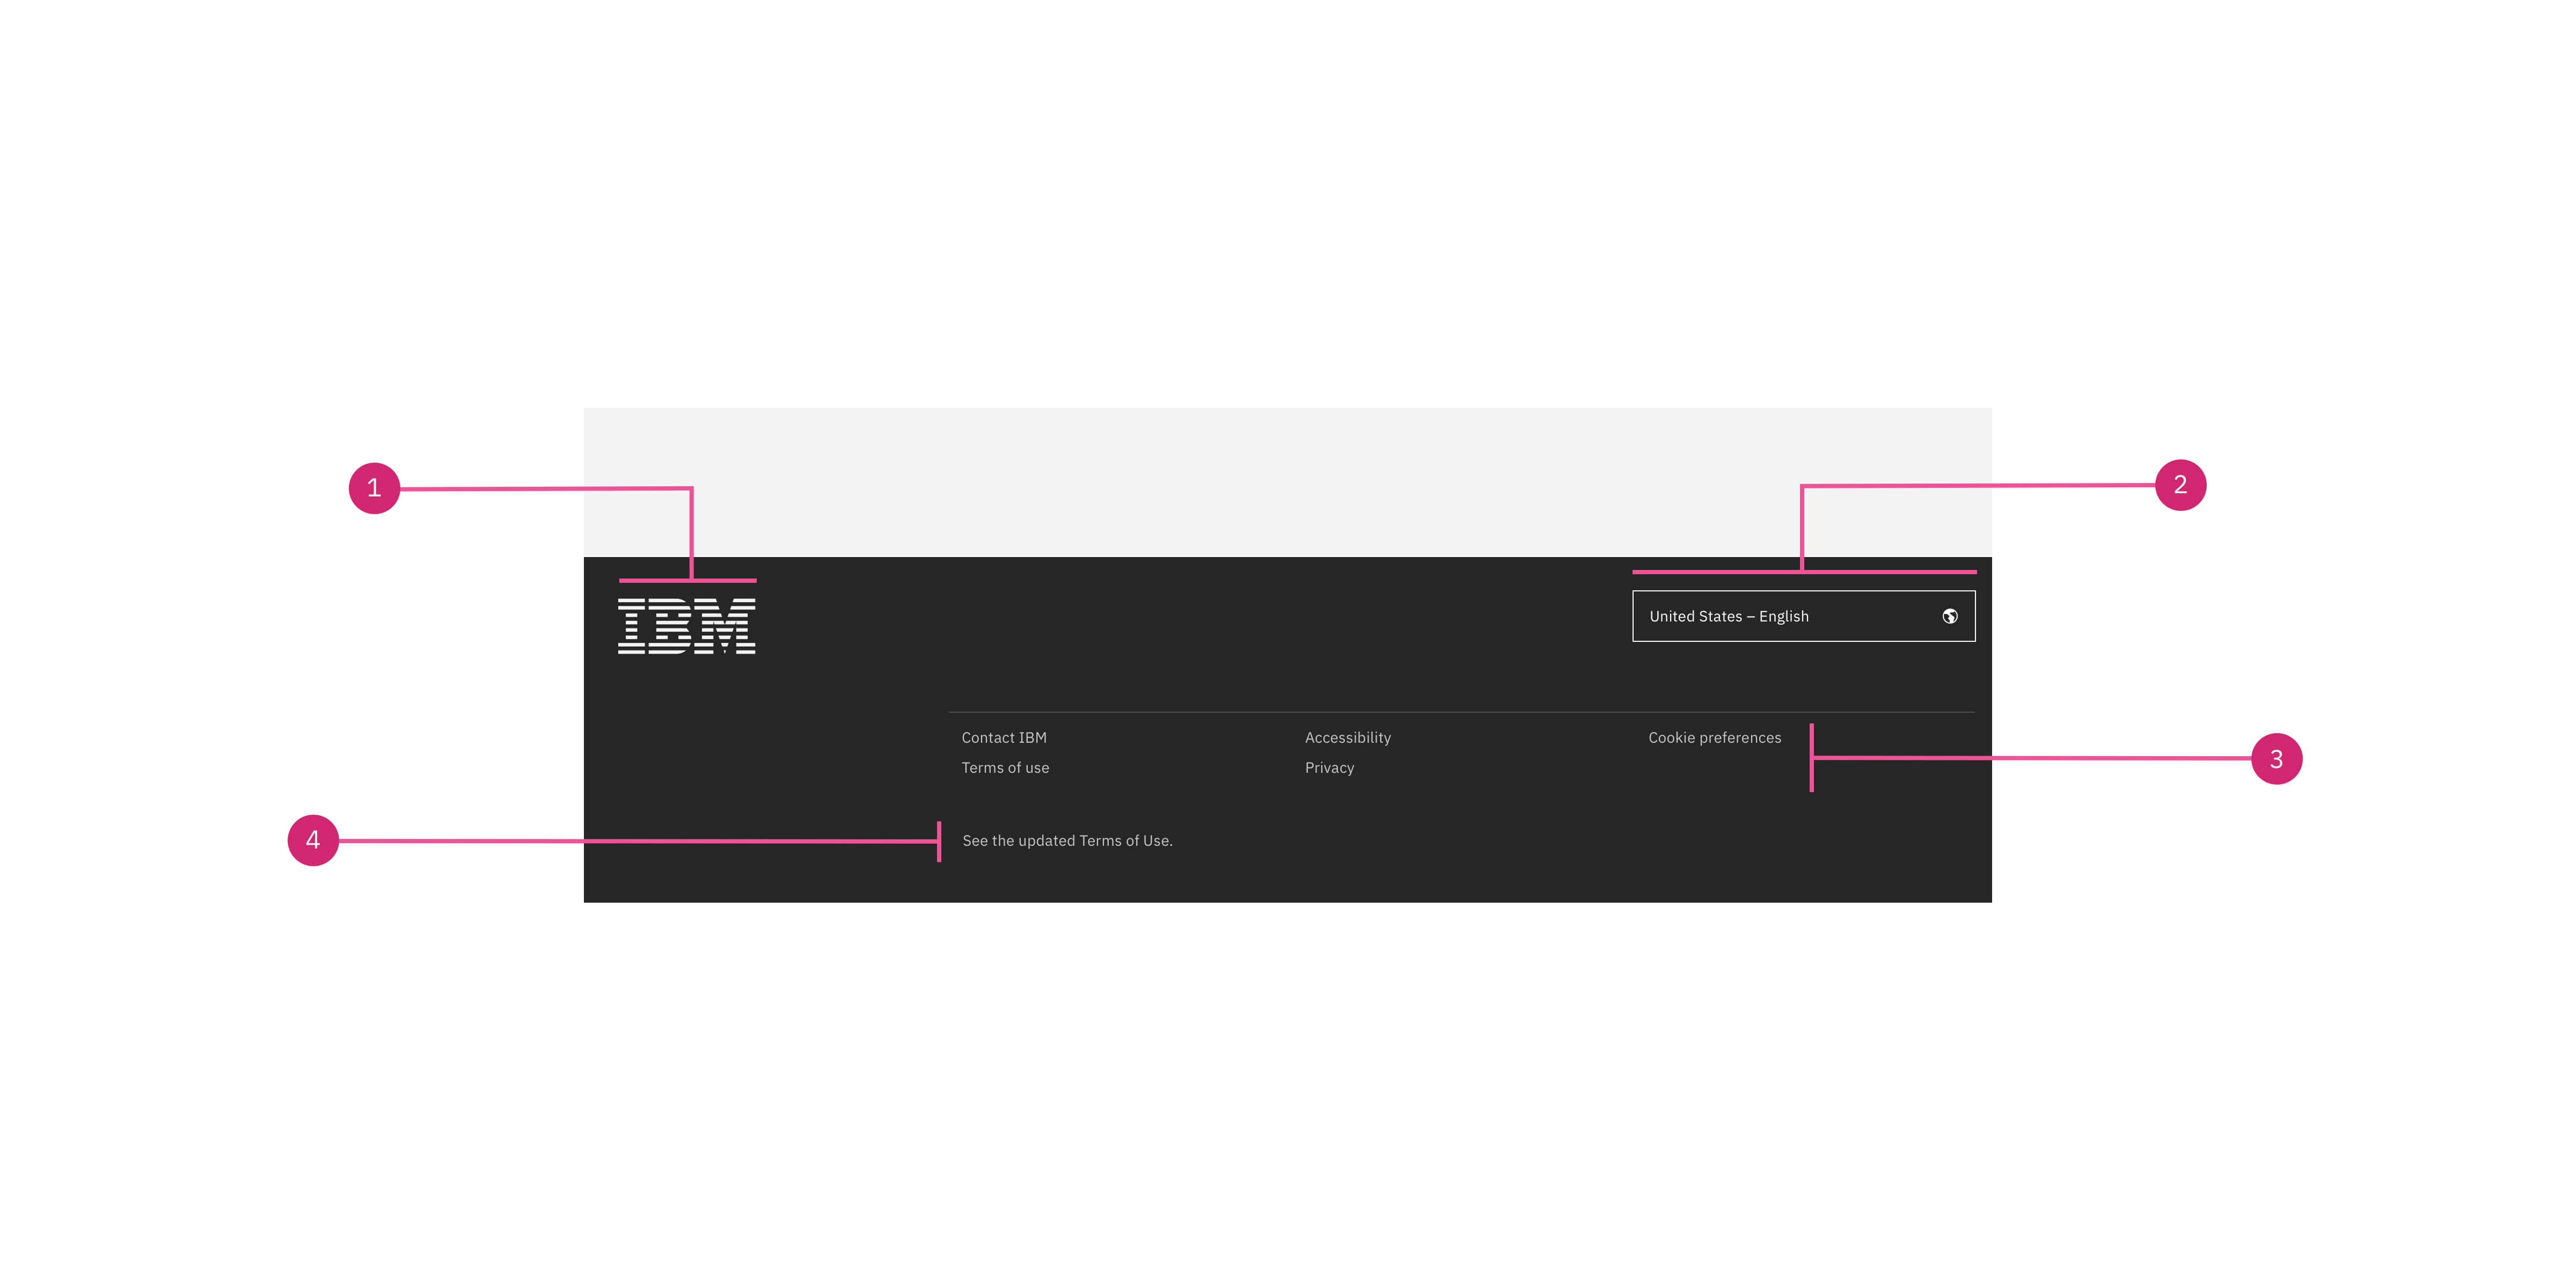 1
2
IBM
United States – English
Contact IBM
Accessibility
Cookie preferences
3
Terms of use
Privacy
4
See the updated Terms of Use.